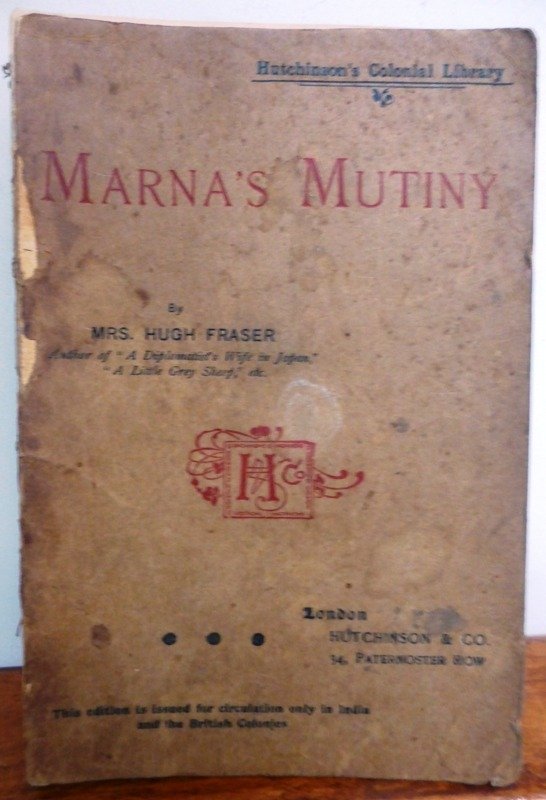 Hutchinson's Colonial Library
MARNA'S MUTINY
By
MRS. HUGH FRASER
Author of "A Diplomatist's Wife in Japan,"
"A Little Grey Sheep," etc.
H & Co
London
HUTCHINSON & CO.
34, PATERNOSTER ROW
This edition is issued for circulation only in India
and the British Colonies